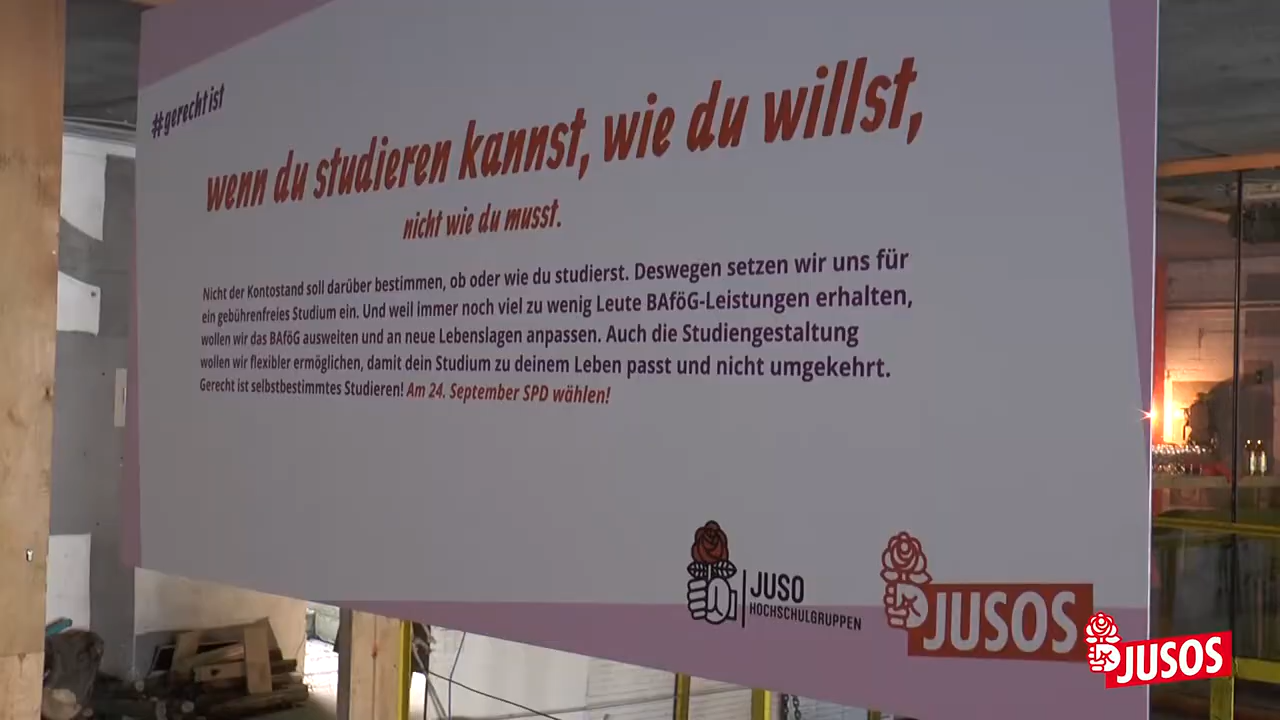 #gerecht ist
wenn du studieren kannst, wie du willst,
nicht wie du musst.
Nicht der Kontostand soll darüber bestimmen, ob oder wie du studierst. Deswegen setzen wir uns für
ein gebührenfreies Studium ein. Und weil immer noch viel zu wenig Leute BAföG-Leistungen erhalten,
wollen wir das BAföG ausweiten und an neue Lebenslagen anpassen. Auch die Studiengestaltung
wollen wir flexibler ermöglichen, damit dein Studium zu deinem Leben passt und nicht umgekehrt.
Gerecht ist selbstbestimmtes Studieren! Am 24. September SPD wählen!
JUSO
HOCHSCHULGRUPPEN
JUSOS
JUSOS